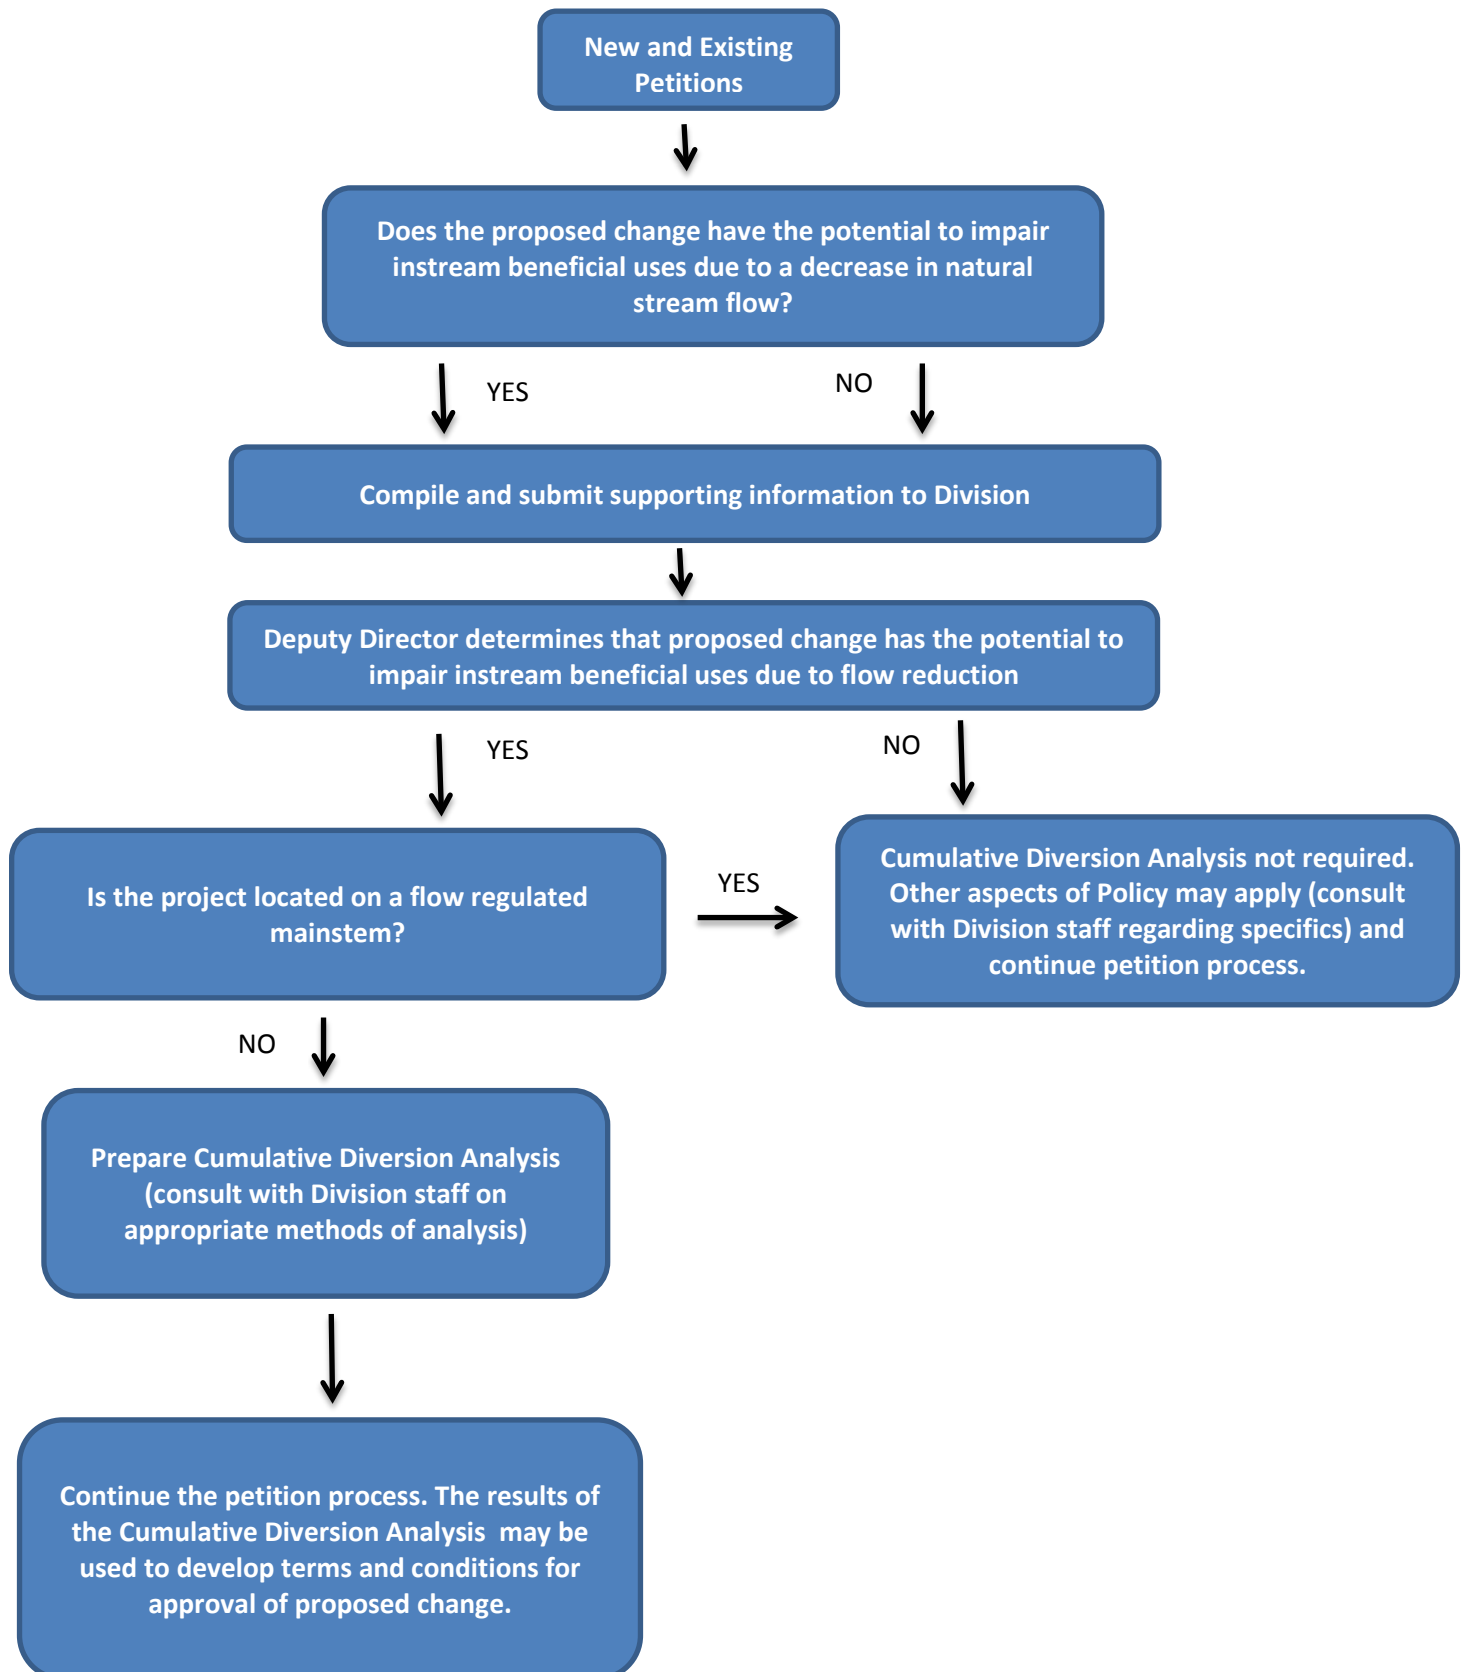 New and Existing
Petitions
Does the proposed change have the potential to impair
instream beneficial uses due to a decrease in natural
stream flow?
YES
NO
Compile and submit supporting information to Division
Deputy Director determines that proposed change has the potential to
impair instream beneficial uses due to flow reduction
YES
NO
Is the project located on a flow regulated
mainstem?
YES
Cumulative Diversion Analysis not required.
Other aspects of Policy may apply (consult
with Division staff regarding specifics) and
continue petition process.
NO
Prepare Cumulative Diversion Analysis
(consult with Division staff on
appropriate methods of analysis)
Continue the petition process. The results of
the Cumulative Diversion Analysis  may be
used to develop terms and conditions for
approval of proposed change.